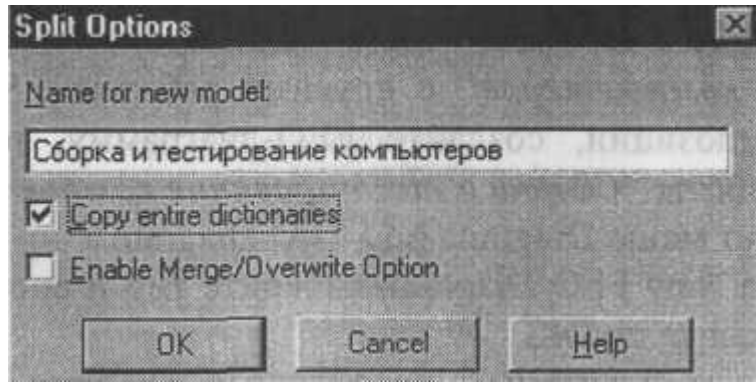 Split Options
Name for new model:
Сборка и тестирование компьютеров
Copy entire dictionaries
Enable Merge/Overwrite Option
OK Cancel Help